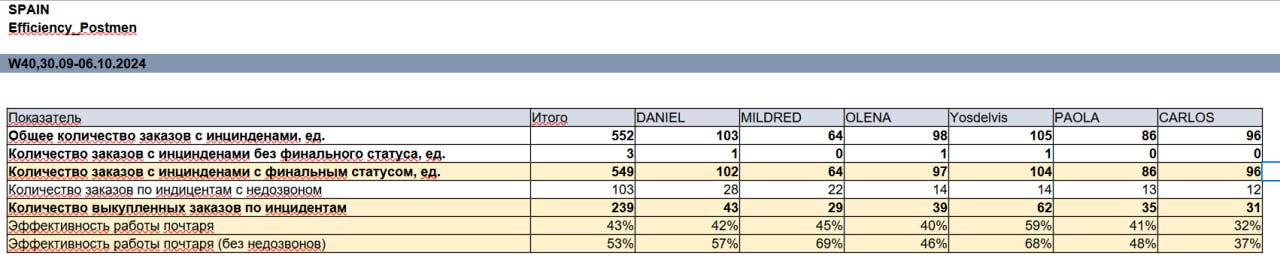 SPAIN
Efficiency_Postmen
W40,30.09-06.10.2024
Показатель Итого DANIEL MILDRED OLENA Yosdelvis PAOLA CARLOS
Общее количество заказов с инцинденами, ед. 552 103 64 98 105 86 96
Количество заказов с инцинденами без финального статуса, ед. 3 1 0 1 1 0 0
Количество заказов с инцинденами с финальным статусом, ед. 549 102 64 97 104 86 96
Количество заказов по индицентам с недозвоном 103 28 22 14 14 13 12
Количество выкупленных заказов по инцидентам 239 43 29 39 62 35 31
Эффективность работы почтаря 43% 42% 45% 40% 59% 41% 32%
Эффективность работы почтаря (без недозвонов) 53% 57% 69% 46% 68% 48% 37%